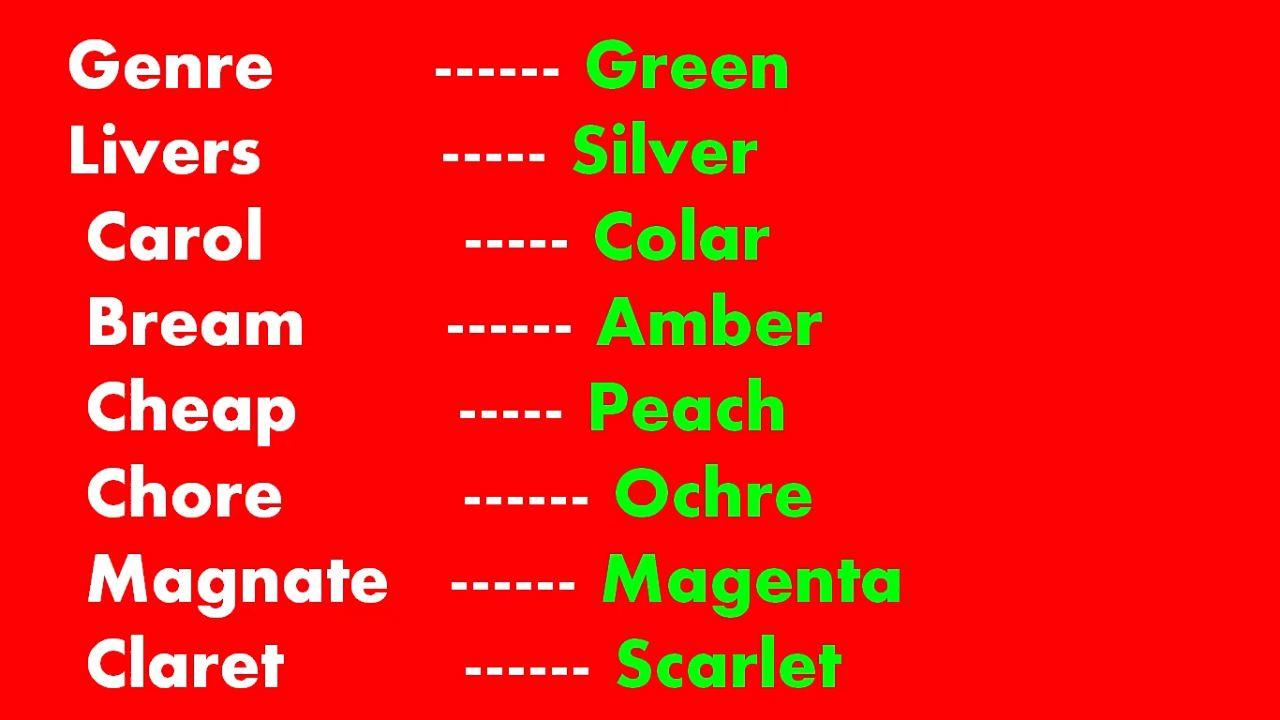 Genre ------ Green
Livers ----- Silver
Carol ----- Colar
Bream ------ Amber
Cheap ----- Peach
Chore ------ Ochre
Magnate ------ Magenta
Claret ------ Scarlet